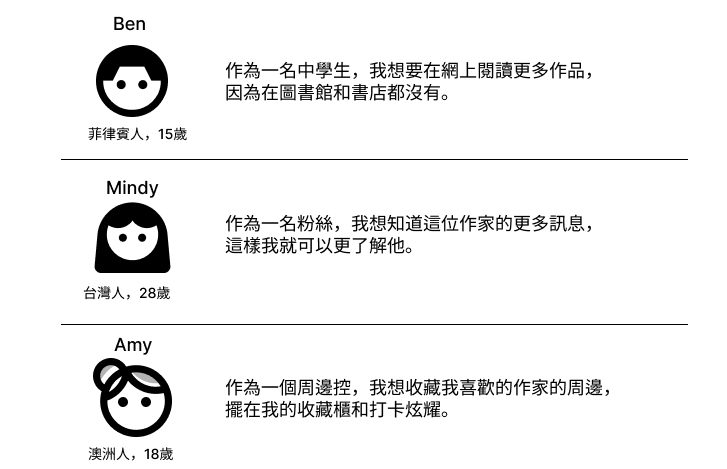 Ben
作為一名中學生，我想要在網上閱讀更多作品，
因為在圖書館和書店都沒有。
菲律賓人，15歲
Mindy
作為一名粉絲，我想知道這位作家的更多訊息，
這樣我就可以更了解他。
台灣人，28歲
Amy
作為一個周邊控，我想收藏我喜歡的作家的周邊，
擺在我的收藏櫃和打卡炫耀。
澳洲人，18歲